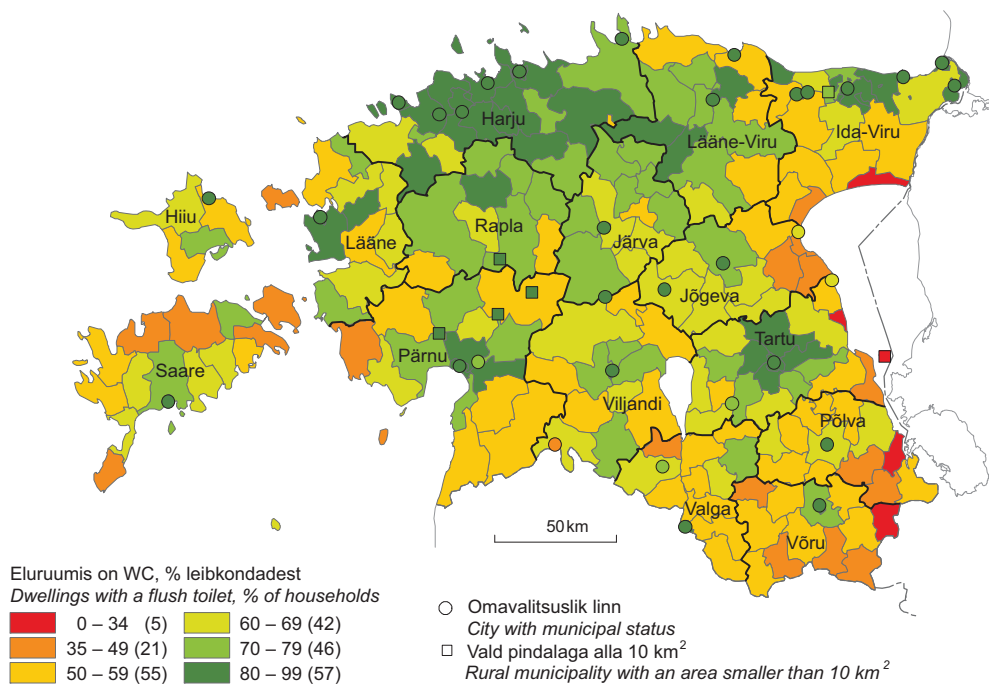 Harju
Lääne-Viru
Ida-Viru
Hiiu
Lääne
Rapla
Järva
Jõgeva
Tartu
Saare
Pärnu
Viljandi
Põlva
Valga
Võru
50 km
Eluruumis on WC, % leibkondadest
Dwellings with a flush toilet, % of households
0 – 34 (5)
35 – 49 (21)
50 – 59 (55)
60 – 69 (42)
70 – 79 (46)
80 – 99 (57)
Omavalitsuslik linn
City with municipal status
Vald pindalaga alla 10 km²
Rural municipality with an area smaller than 10 km²